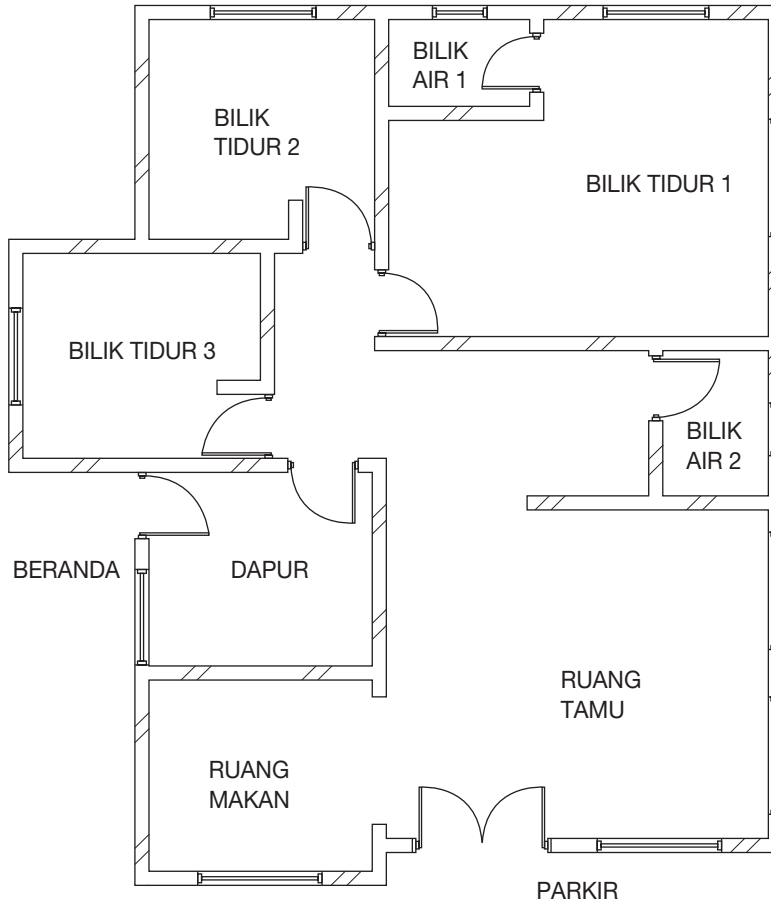 BILIK
AIR 1
BILIK
TIDUR 2
BILIK TIDUR 1
BILIK TIDUR 3
BILIK
AIR 2
BERANDA
DAPUR
RUANG
TAMU
RUANG
MAKAN
PARKIR